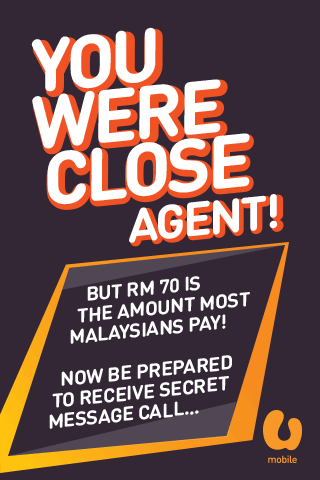 YOU
WERE
CLOSE
AGENT!
BUT RM 70 IS
THE AMOUNT MOST
MALAYSIANS PAY!
NOW BE PREPARED
TO RECEIVE SECRET
MESSAGE CALL...
mobile